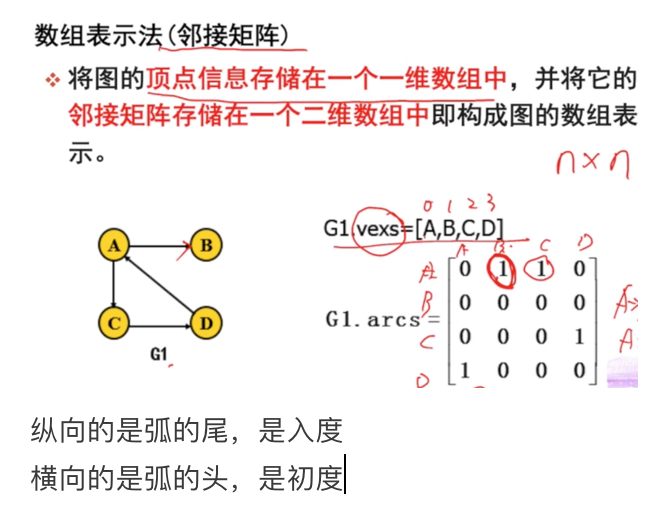 数组表示法(邻接矩阵)
❖ 将图的顶点信息存储在一个一维数组中，并将它的
邻接矩阵存储在一个二维数组中即构成图的数组表
示。
n×n
0 1 2 3
G1.vexs=[A,B,C,D]
A B C D
A 0 1 1 0
B 0 0 0 0
G1.arcs=
C 0 0 0 1
D 1 0 0 0
A→
A
A B
C D
G1
纵向的是弧的尾，是入度
横向的是弧的头，是初度